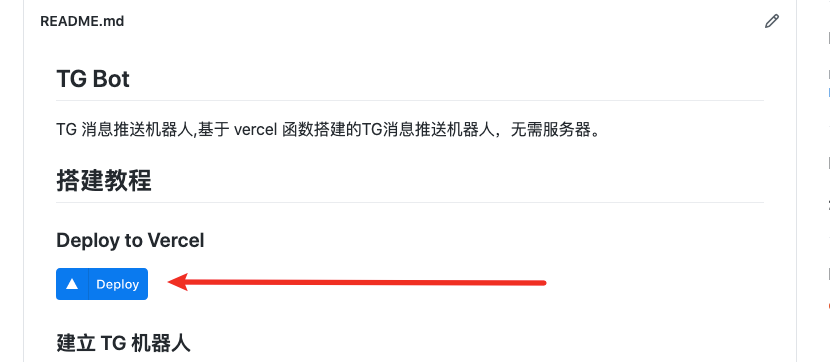 README.md
TG Bot
TG 消息推送机器人,基于 vercel 函数搭建的TG消息推送机器人，无需服务器。
搭建教程
Deploy to Vercel
Deploy
建立 TG 机器人